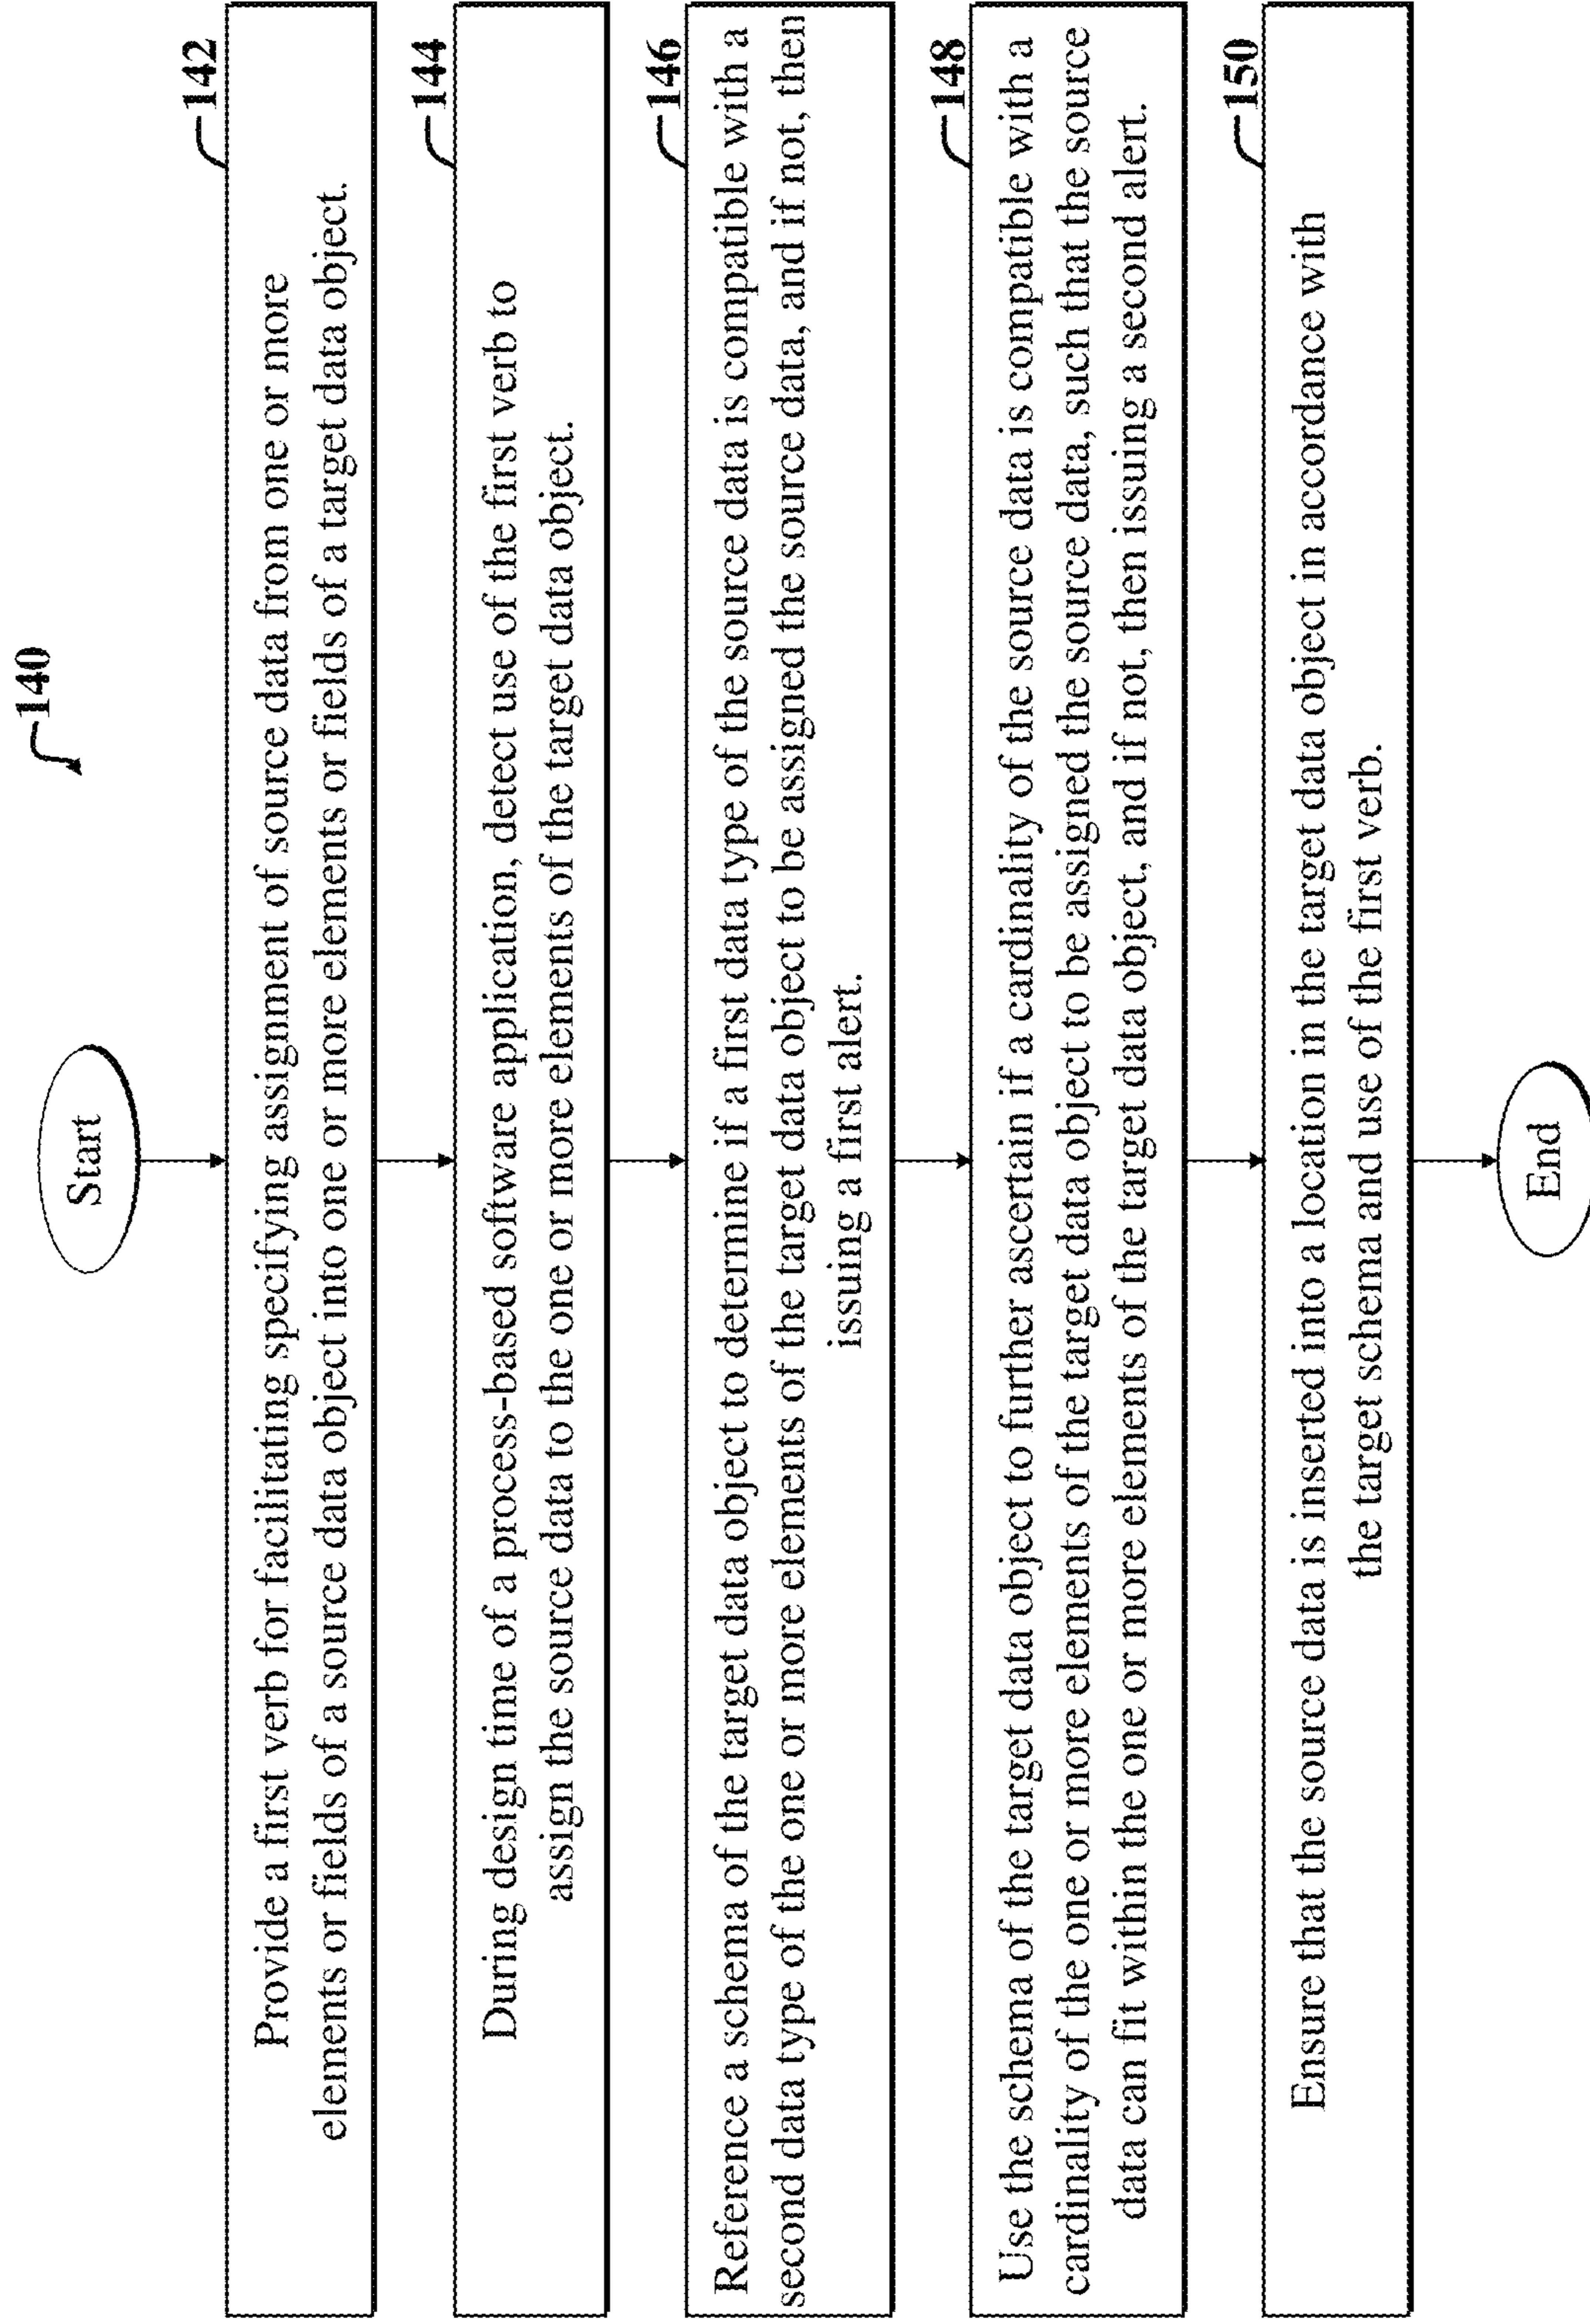 140
Start
142
Provide a first verb for facilitating specifying assignment of source data from one or more
elements or fields of a source data object into one or more elements or fields of a target data object.
144
During design time of a process-based software application, detect use of the first verb to
assign the source data to the one or more elements of the target data object.
146
Reference a schema of the target data object to determine if a first data type of the source data is compatible with a
second data type of the one or more elements of the target data object to be assigned the source data, and if not, then
issuing a first alert.
148
Use the schema of the target data object to further ascertain if a cardinality of the source data is compatible with a
cardinality of the one or more elements of the target data object to be assigned the source data, such that the source
data can fit within the one or more elements of the target data object, and if not, then issuing a second alert.
150
Ensure that the source data is inserted into a location in the target data object in accordance with
the target schema and use of the first verb.
End